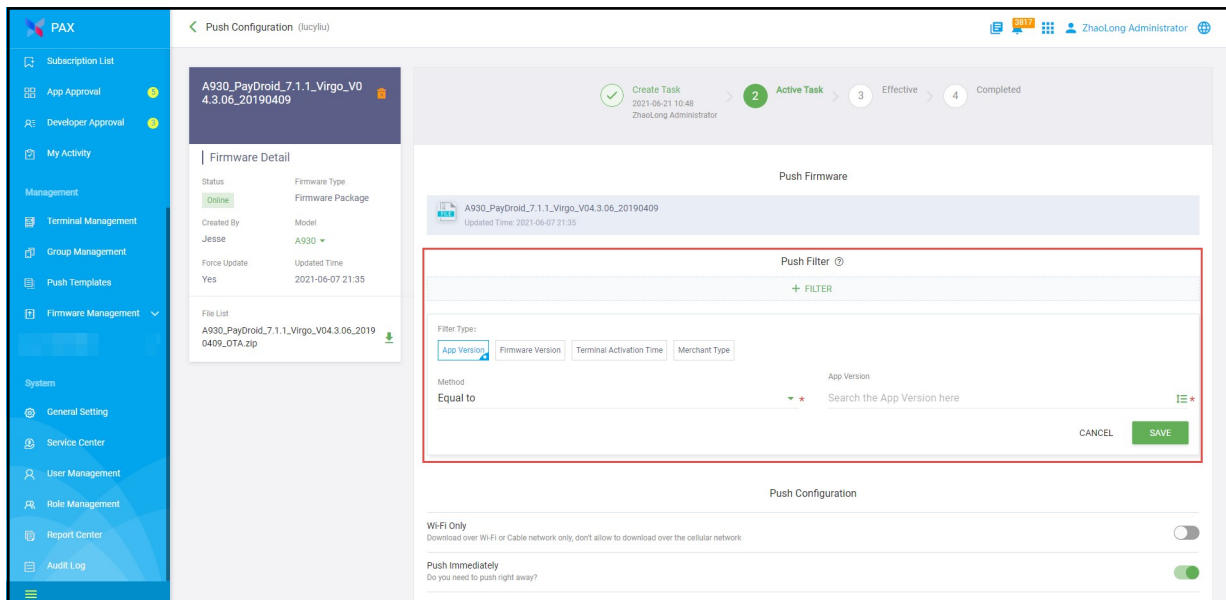 PAX
Push Configuration (lucyliu)
3817
ZhaoLong Administrator
Subscription List
App Approval 5
Developer Approval 3
My Activity
Management
Terminal Management
Group Management
Push Templates
Firmware Management
System
General Setting
Service Center
User Management
Role Management
Report Center
Audit Log
A930_PayDroid_7.1.1_Virgo_V0
4.3.06_20190409
Firmware Detail
Status Firmware Type
Online Firmware Package
Created By Model
Jesse A930
Force Update Updated Time
Yes 2021-06-07 21:35
File List
A930_PayDroid_7.1.1_Virgo_V04.3.06_2019
0409_OTA.zip
Create Task
2021-06-21 10:48
ZhaoLong Administrator
2 Active Task
3 Effective
4 Completed
Push Firmware
FILE
A930_PayDroid_7.1.1_Virgo_V04.3.06_20190409
Updated Time: 2021-06-07 21:35
Push Filter ?
+ FILTER
Filter Type:
App Version Firmware Version Terminal Activation Time Merchant Type
Method App Version
Equal to * Search the App Version here *
CANCEL SAVE
Push Configuration
Wi-Fi Only
Download over Wi-Fi or Cable network only, don't allow to download over the cellular network
Push Immediately
Do you need to push right away?